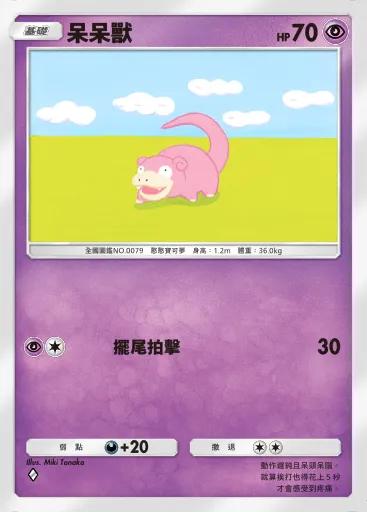 基礎 呆呆獸 HP 70
全國圖鑑NO.0079 憨憨寶可夢 身高：1.2m 體重：36.0kg
擺尾拍擊 30
弱點 +20 撤退
Illus. Miki Tanaka
動作遲鈍且呆頭呆腦。
就算挨打也得花上5秒
才會感受到疼痛。